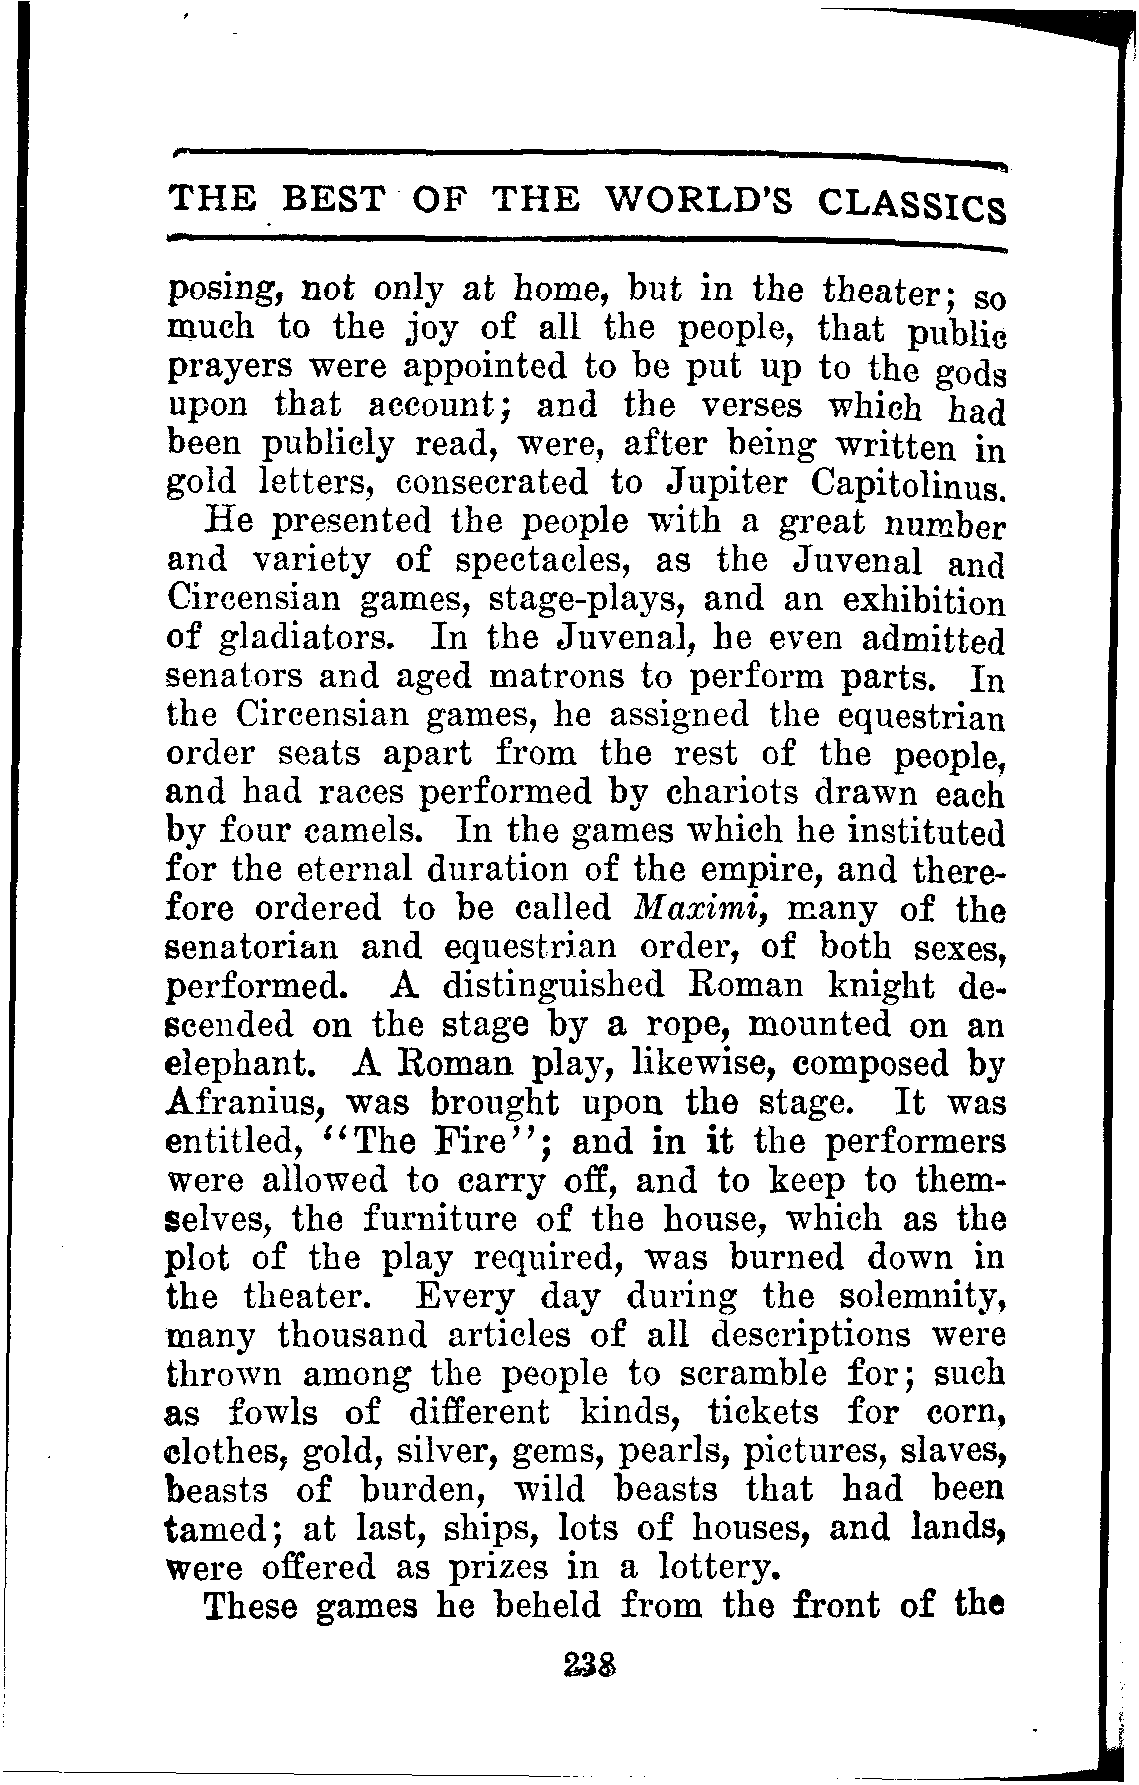 THE BEST OF THE WORLD'S CLASSICS
posing, not only at home, but in the theater; so
much to the joy of all the people, that public
prayers were appointed to be put up to the gods
upon that account; and the verses which had
been publicly read, were, after being written in
gold letters, consecrated to Jupiter Capitolinus.
He presented the people with a great number
and variety of spectacles, as the Juvenal and
Circensian games, stage-plays, and an exhibition
of gladiators. In the Juvenal, he even admitted
senators and aged matrons to perform parts. In
the Circensian games, he assigned the equestrian
order seats apart from the rest of the people,
and had races performed by chariots drawn each
by four camels. In the games which he instituted
for the eternal duration of the empire, and there-
fore ordered to be called Maximi, many of the
senatorian and equestrian order, of both sexes,
performed. A distinguished Roman knight de-
scended on the stage by a rope, mounted on an
elephant. A Roman play, likewise, composed by
Afranius, was brought upon the stage. It was
entitled, "The Fire"; and in it the performers
were allowed to carry off, and to keep to them-
selves, the furniture of the house, which as the
plot of the play required, was burned down in
the theater. Every day during the solemnity,
many thousand articles of all descriptions were
thrown among the people to scramble for; such
as fowls of different kinds, tickets for corn,
clothes, gold, silver, gems, pearls, pictures, slaves,
beasts of burden, wild beasts that had been
tamed; at last, ships, lots of houses, and lands,
were offered as prizes in a lottery.
These games he beheld from the front of the
238